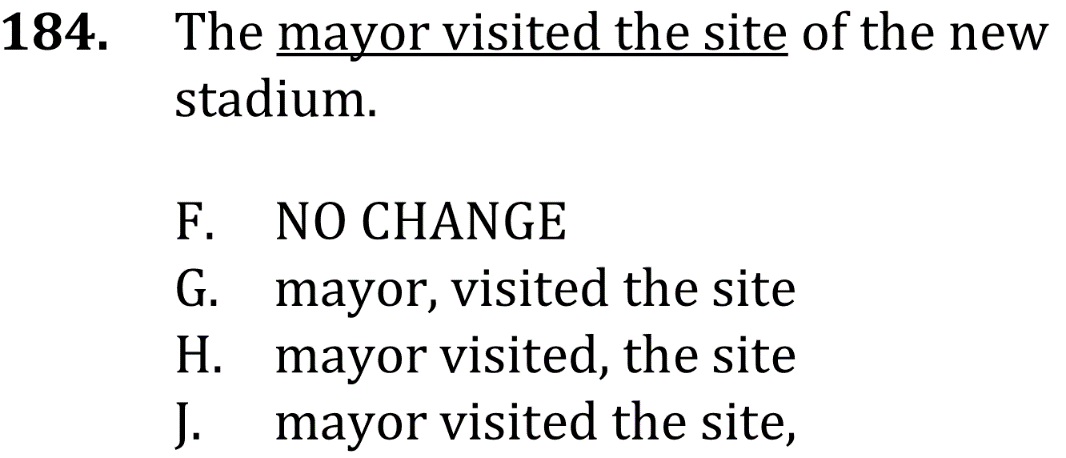 184. The mayor visited the site of the new
stadium.
F. NO CHANGE
G. mayor, visited the site
H. mayor visited, the site
J. mayor visited the site,